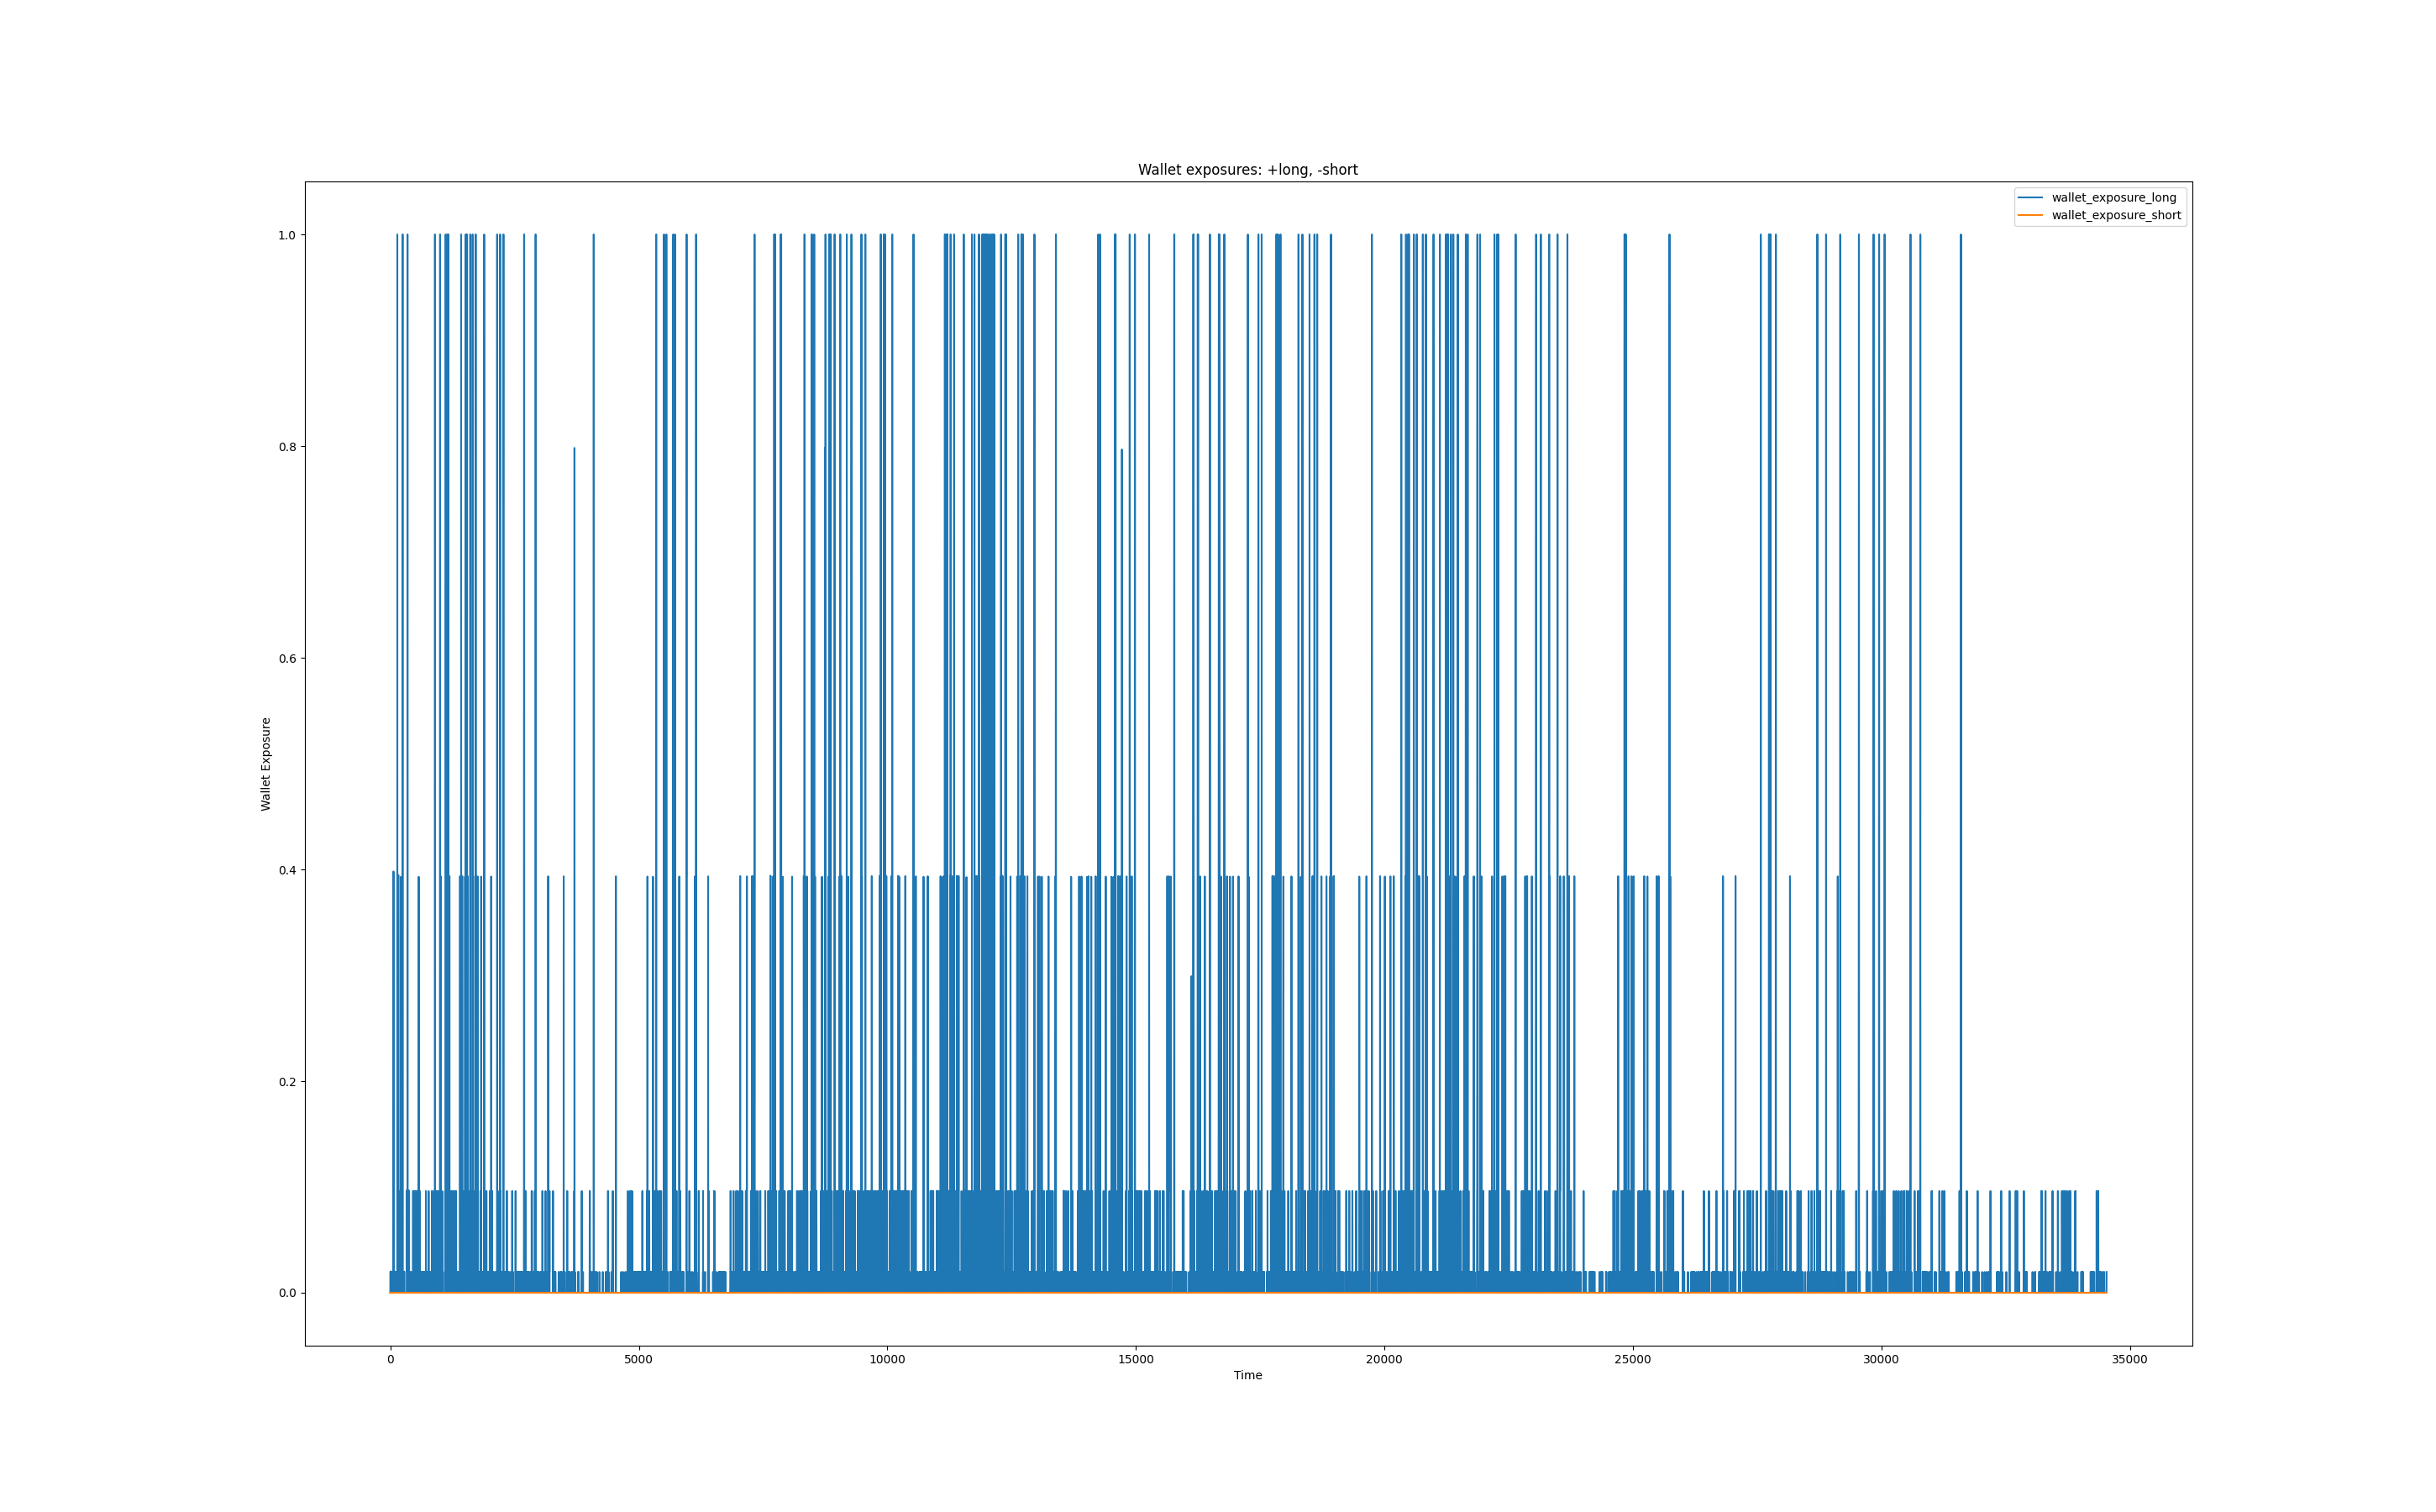 Wallet exposures: +long, -short
wallet_exposure_long
wallet_exposure_short
1.0
0.8
0.6
0.4
0.2
0.0
Wallet Exposure
0 5000 10000 15000 20000 25000 30000 35000
Time